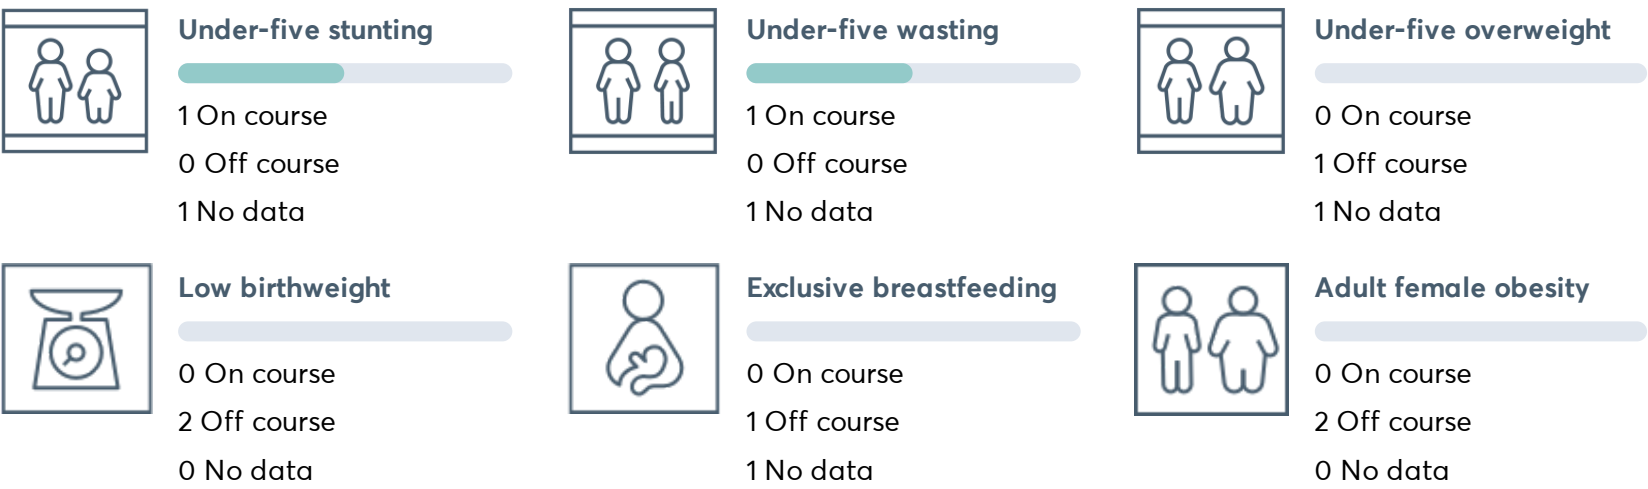 Under-five stunting
1 On course
0 Off course
1 No data
Under-five wasting
1 On course
0 Off course
1 No data
Under-five overweight
0 On course
1 Off course
1 No data
Low birthweight
0 On course
2 Off course
0 No data
Exclusive breastfeeding
0 On course
1 Off course
1 No data
Adult female obesity
0 On course
2 Off course
0 No data